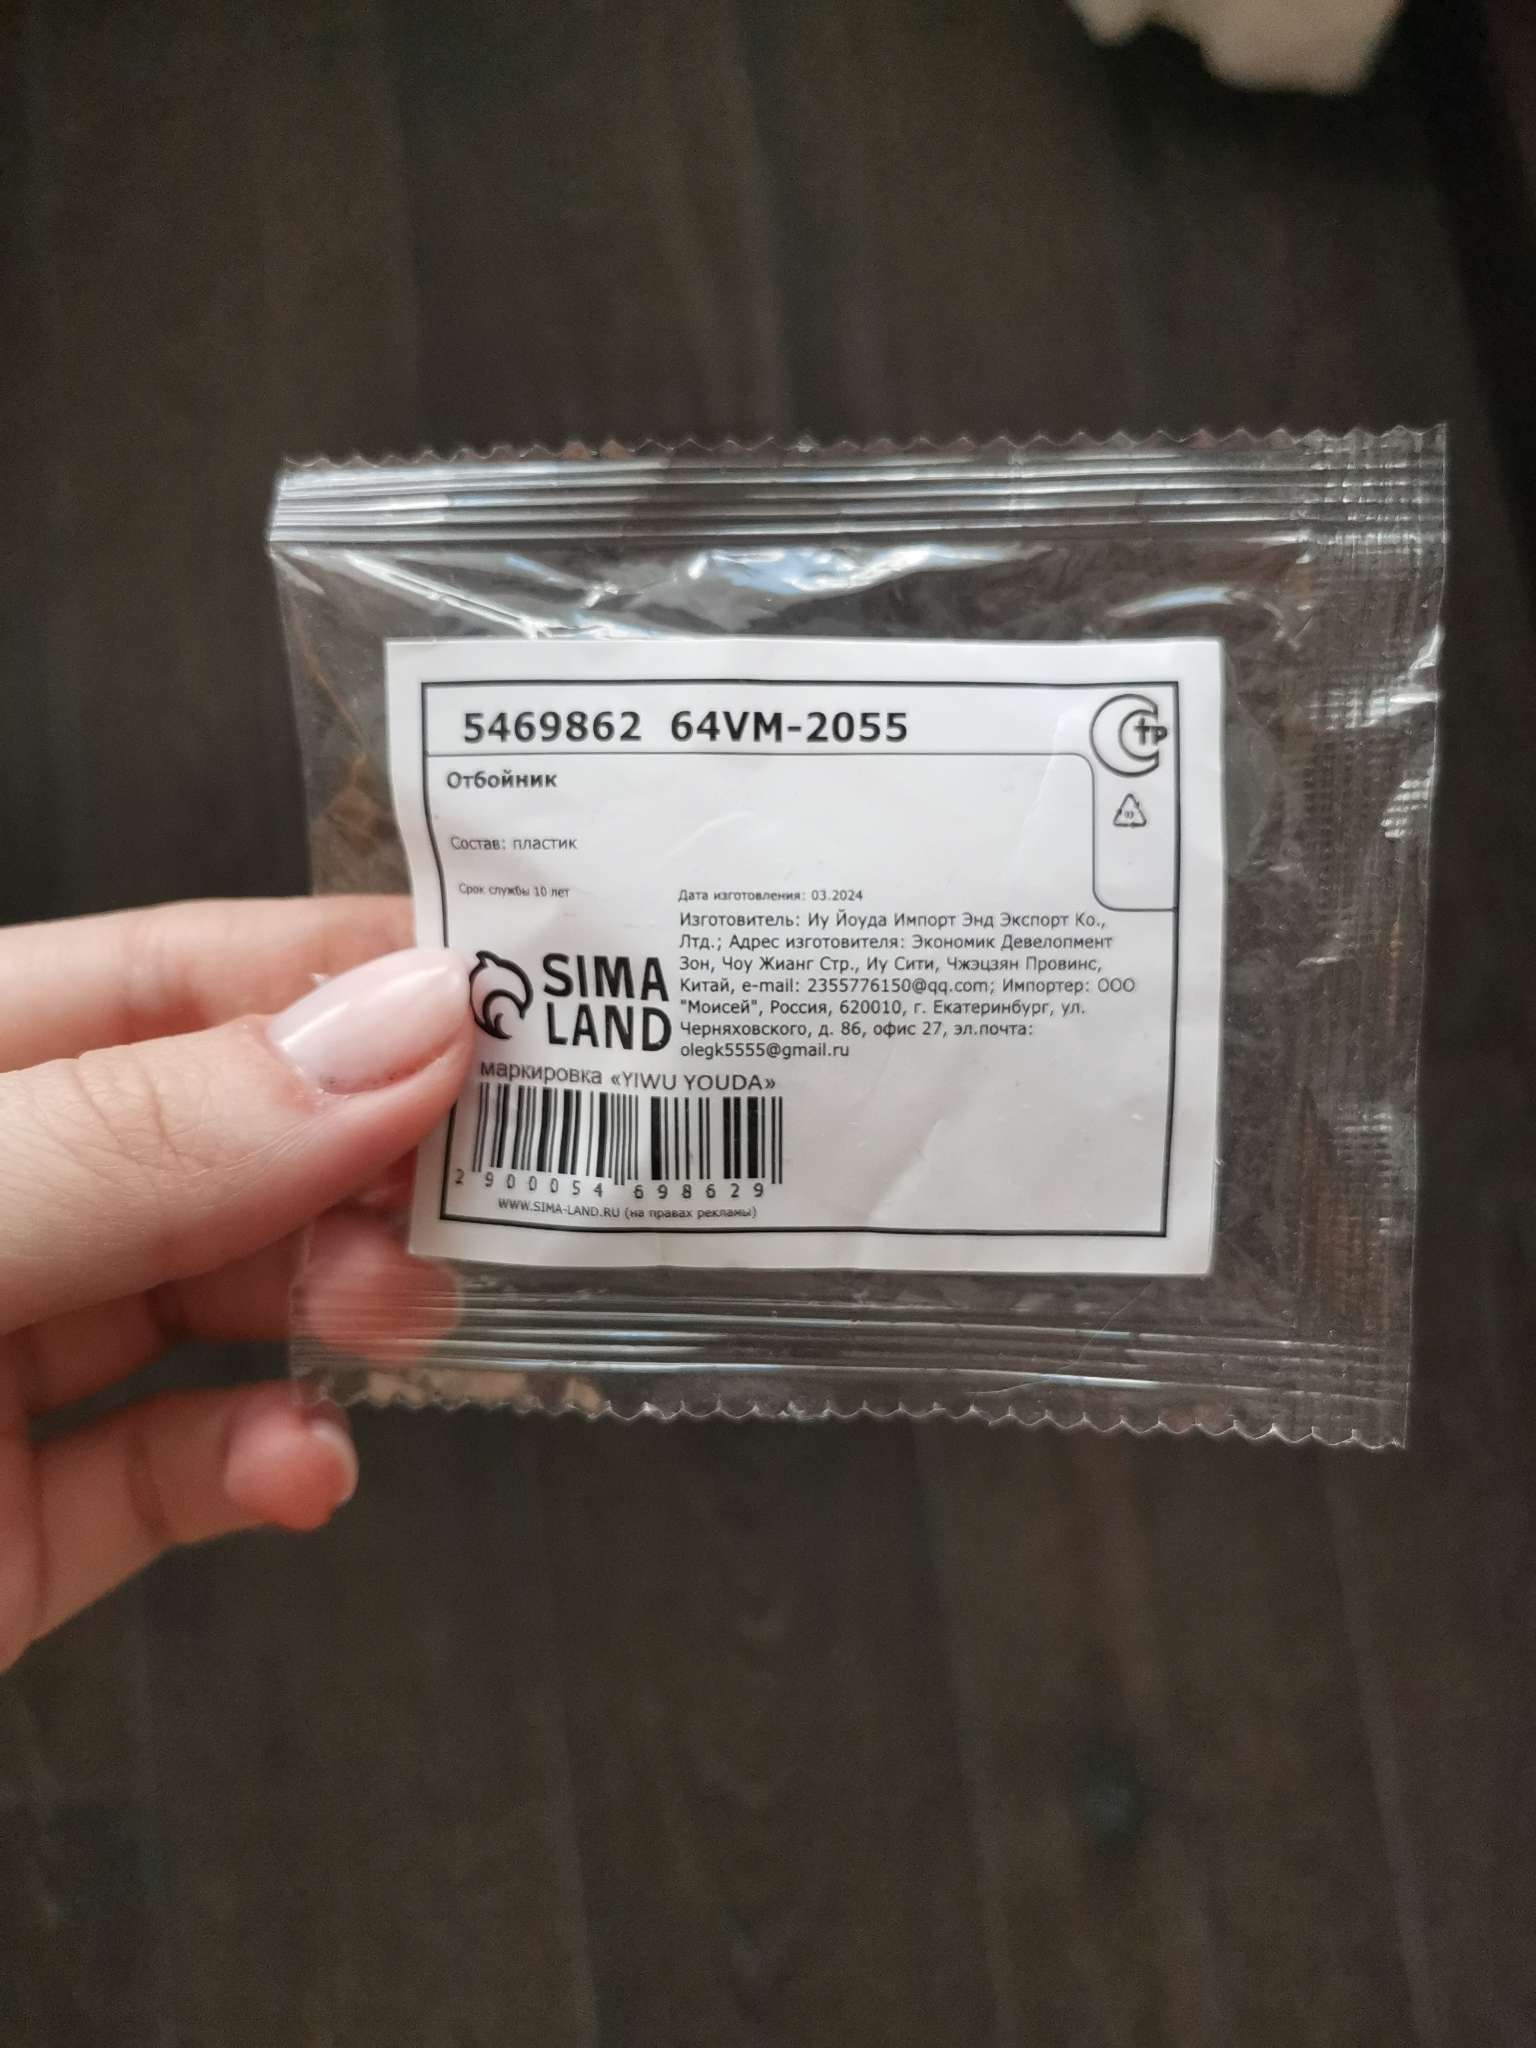 5469862 64VM-2055
Отбойник
Состав: пластик
Срок службы 10 лет
Дата изготовления: 03.2024
Изготовитель: Иу Йоуда Импорт Энд Экспорт Ко.,
Лтд.; Адрес изготовителя: Экономик Девелопмент
Зон, Чоу Жианг Стр., Иу Сити, Чжэцзян Провинс,
Китай, e-mail: 2355776150@qq.com; Импортер: ООО
"Моисей", Россия, 620010, г. Екатеринбург, ул.
Черняховского, д. 86, офис 27, эл.почта:
olegk5555@gmail.ru
SIMA
LAND
маркировка «YIWU YOUDA»
2 900054 698629
WWW.SIMA-LAND.RU (на правах рекламы)